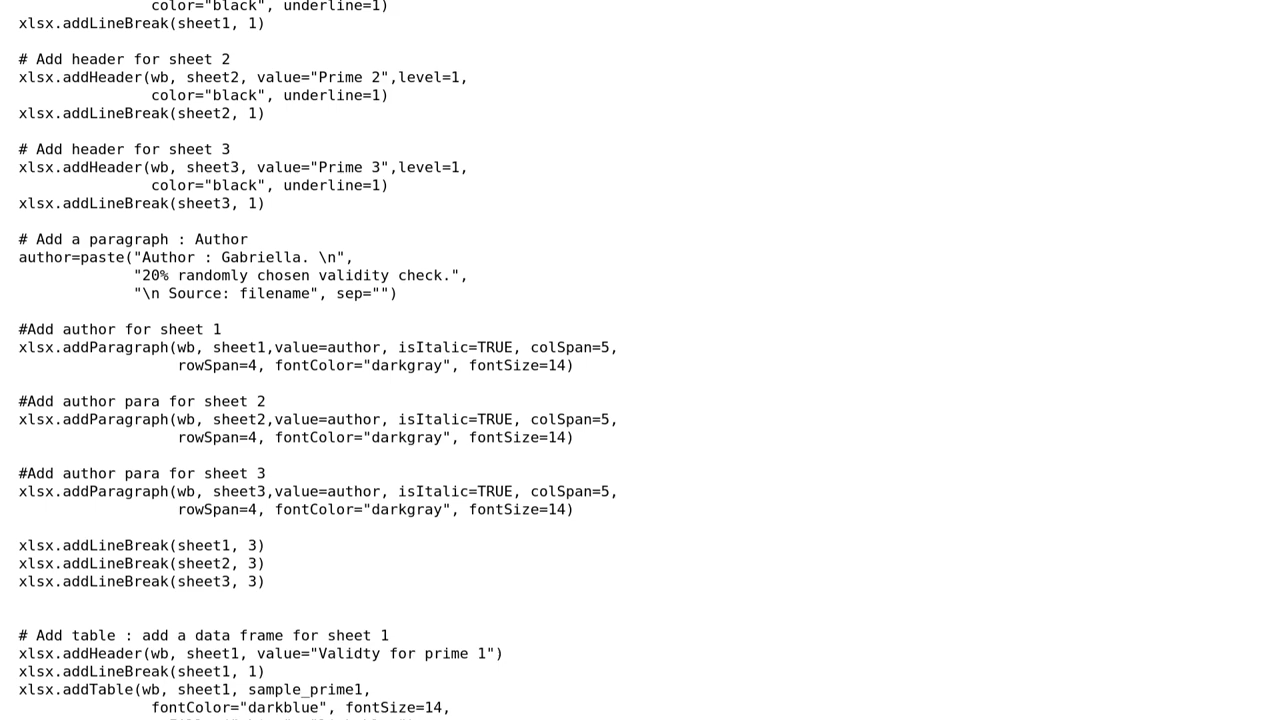 color="black", underline=1)
xlsx.addLineBreak(sheet1, 1)
# Add header for sheet 2
xlsx.addHeader(wb, sheet2, value="Prime 2",level=1,
color="black", underline=1)
xlsx.addLineBreak(sheet2, 1)
# Add header for sheet 3
xlsx.addHeader(wb, sheet3, value="Prime 3",level=1,
color="black", underline=1)
xlsx.addLineBreak(sheet3, 1)
# Add a paragraph : Author
author=paste("Author : Gabriella. \n",
"20% randomly chosen validity check.",
"\n Source: filename", sep="")
#Add author for sheet 1
xlsx.addParagraph(wb, sheet1,value=author, isItalic=TRUE, colSpan=5,
rowSpan=4, fontColor="darkgray", fontSize=14)
#Add author para for sheet 2
xlsx.addParagraph(wb, sheet2,value=author, isItalic=TRUE, colSpan=5,
rowSpan=4, fontColor="darkgray", fontSize=14)
#Add author para for sheet 3
xlsx.addParagraph(wb, sheet3,value=author, isItalic=TRUE, colSpan=5,
rowSpan=4, fontColor="darkgray", fontSize=14)
xlsx.addLineBreak(sheet1, 3)
xlsx.addLineBreak(sheet2, 3)
xlsx.addLineBreak(sheet3, 3)
# Add table : add a data frame for sheet 1
xlsx.addHeader(wb, sheet1, value="Validty for prime 1")
xlsx.addLineBreak(sheet1, 1)
xlsx.addTable(wb, sheet1, sample_prime1,
fontColor="darkblue", fontSize=14,